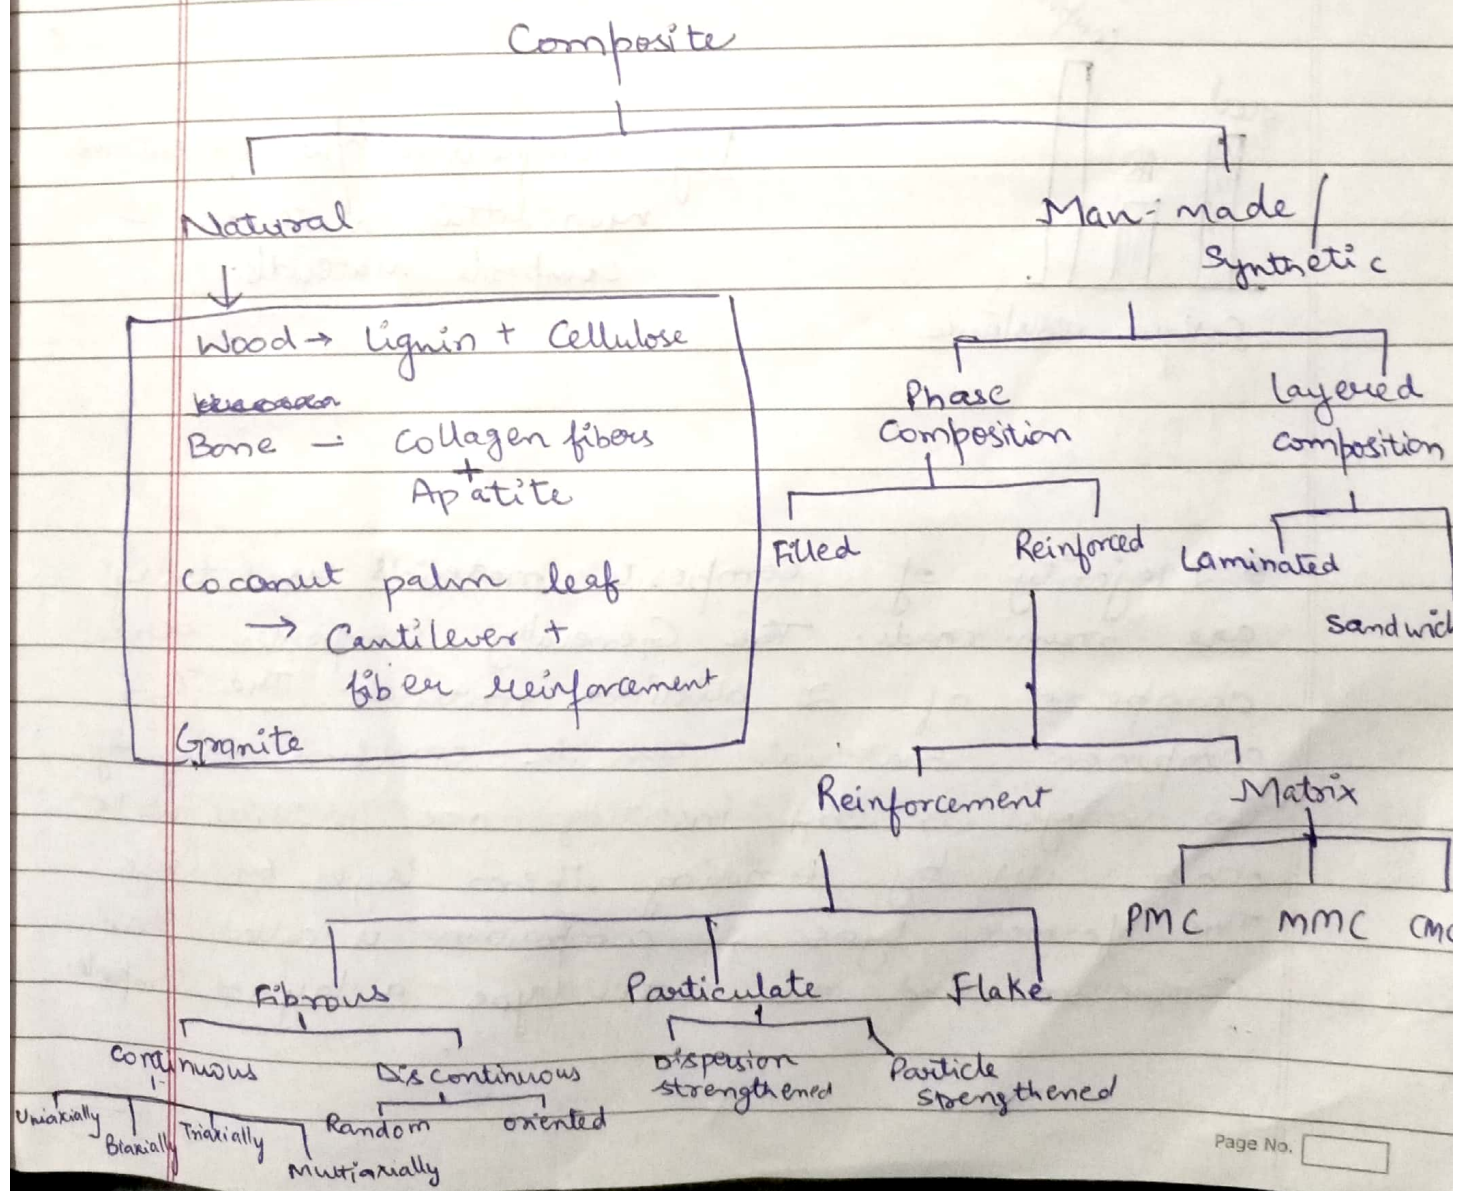 Composite
Natural
Man-made /
Synthetic
Wood → Lignin + Cellulose
Bone - Collagen fibers
+
Apatite
Coconut palm leaf
→ Cantilever +
fiber reinforcement
Granite
Phase
Composition
Layered
composition
Filled
Reinforced
Laminated
Sandwich
Reinforcement
Matrix
PMC
MMC
CMC
Fibrous
Particulate
Flake
Continuous
Discontinuous
Dispersion
strengthened
Particle
strengthened
Uniaxially
Biaxially
Triaxially
Multiaxially
Random
oriented
Page No.